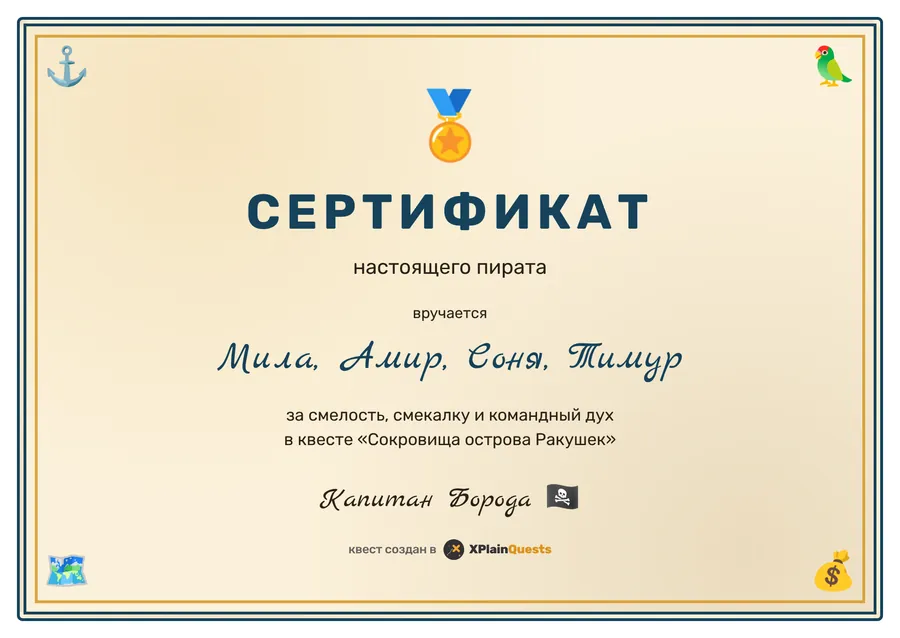 СЕРТИФИКАТ
настоящего пирата
вручается
Мила, Амир, Соня, Тимур
за смелость, смекалку и командный дух
в квесте «Сокровища острова Ракушек»
Капитан Борода
квест создан в XPlainQuests
$